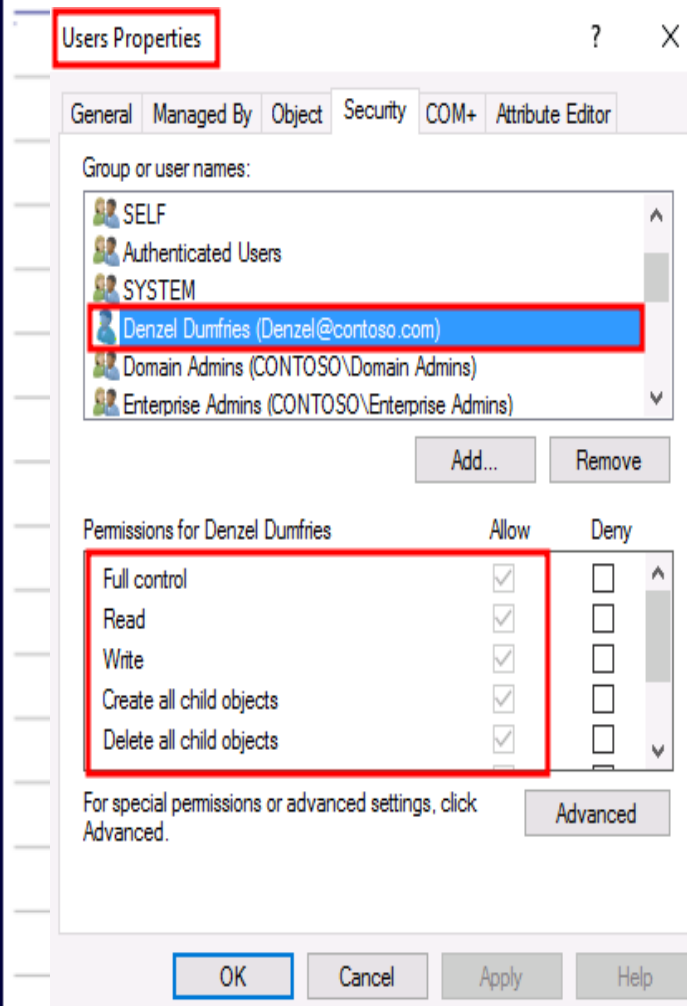 Users Properties
?
X
General
Managed By
Object
Security
COM+
Attribute Editor
Group or user names:
SELF
Authenticated Users
SYSTEM
Denzel Dumfries (Denzel@contoso.com)
Domain Admins (CONTOSO\Domain Admins)
Enterprise Admins (CONTOSO\Enterprise Admins)
Add...
Remove
Permissions for Denzel Dumfries
Allow
Deny
Full control
Read
Write
Create all child objects
Delete all child objects
For special permissions or advanced settings, click
Advanced.
Advanced
OK
Cancel
Apply
Help